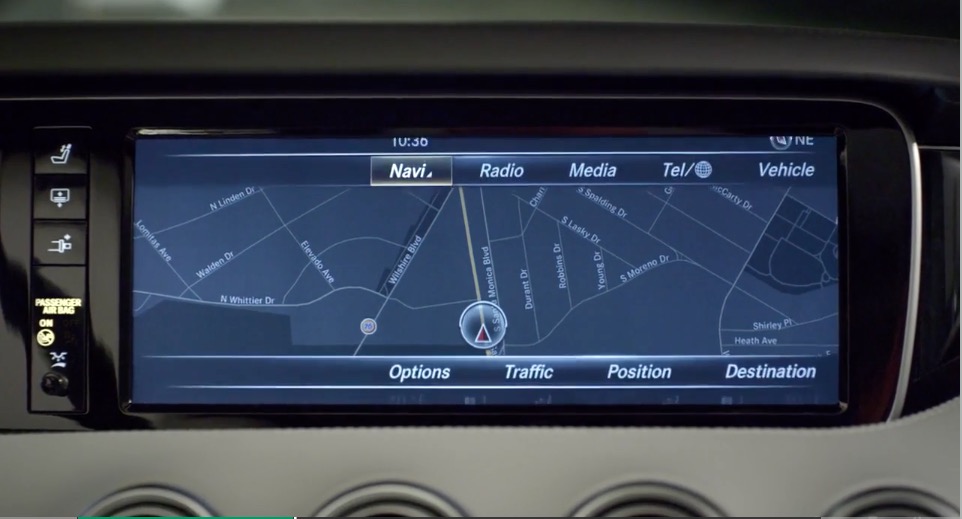 10:36
NE
Navi
Radio
Media
Tel/
Vehicle
N Linden Dr
S Spalding Dr
McCarty Dr
Lomitas Ave
Walden Dr
Elevado Ave
Wilshire Blvd
S Lasky Dr
Monica Blvd
Durant Dr
Robbins Dr
Young Dr
S Moreno Dr
N Whittier Dr
20
Shirley Pl
Heath Ave
Options
Traffic
Position
Destination
PASSENGER
AIR BAG
ON